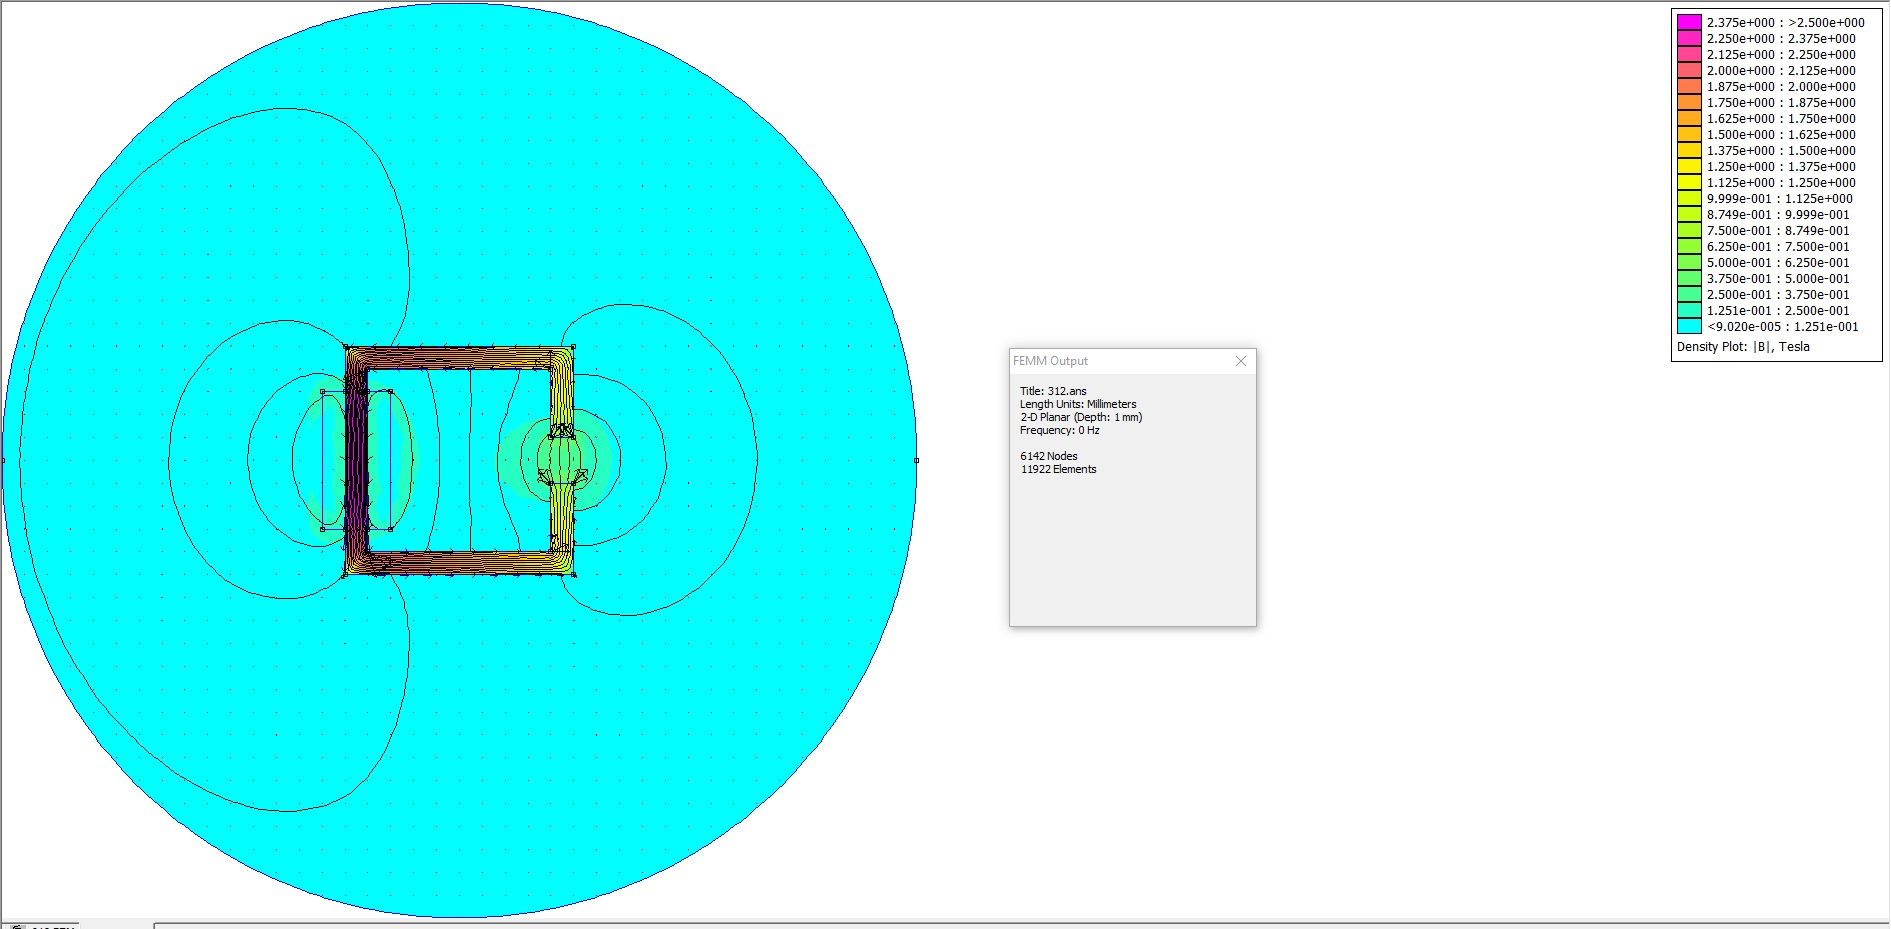 2.375e+000 : >2.500e+000
2.250e+000 : 2.375e+000
2.125e+000 : 2.250e+000
2.000e+000 : 2.125e+000
1.875e+000 : 2.000e+000
1.750e+000 : 1.875e+000
1.625e+000 : 1.750e+000
1.500e+000 : 1.625e+000
1.375e+000 : 1.500e+000
1.250e+000 : 1.375e+000
1.125e+000 : 1.250e+000
9.999e-001 : 1.125e+000
8.749e-001 : 9.999e-001
7.500e-001 : 8.749e-001
6.250e-001 : 7.500e-001
5.000e-001 : 6.250e-001
3.750e-001 : 5.000e-001
2.500e-001 : 3.750e-001
1.251e-001 : 2.500e-001
<9.020e-005 : 1.251e-001
Density Plot: |B|, Tesla
FEMM Output
Title: 312.ans
Length Units: Millimeters
2-D Planar (Depth: 1 mm)
Frequency: 0 Hz
6142 Nodes
11922 Elements